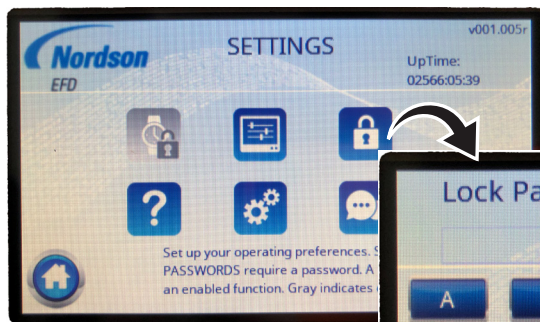 v001.005r
SETTINGS
Nordson
EFD
UpTime:
02566:05:39
?
Set up your operating preferences.
PASSWORDS require a password. A
an enabled function. Gray indicates
Lock Pa
A